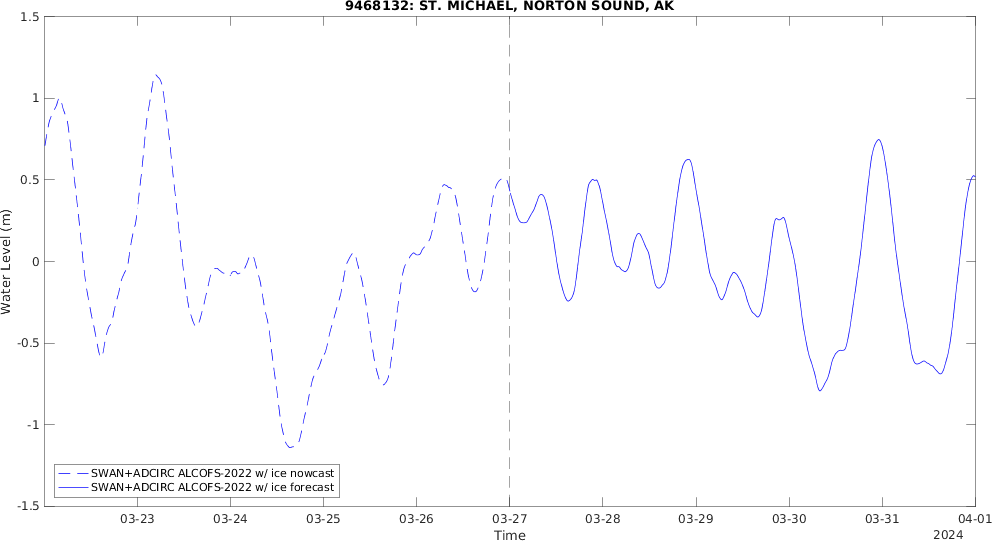 9468132: ST. MICHAEL, NORTON SOUND, AK
1.5
1
0.5
0
-0.5
-1
-1.5
Water Level (m)
SWAN+ADCIRC ALCOFS-2022 w/ ice nowcast
SWAN+ADCIRC ALCOFS-2022 w/ ice forecast
03-23 03-24 03-25 03-26 03-27 03-28 03-29 03-30 03-31 04-01
Time
2024